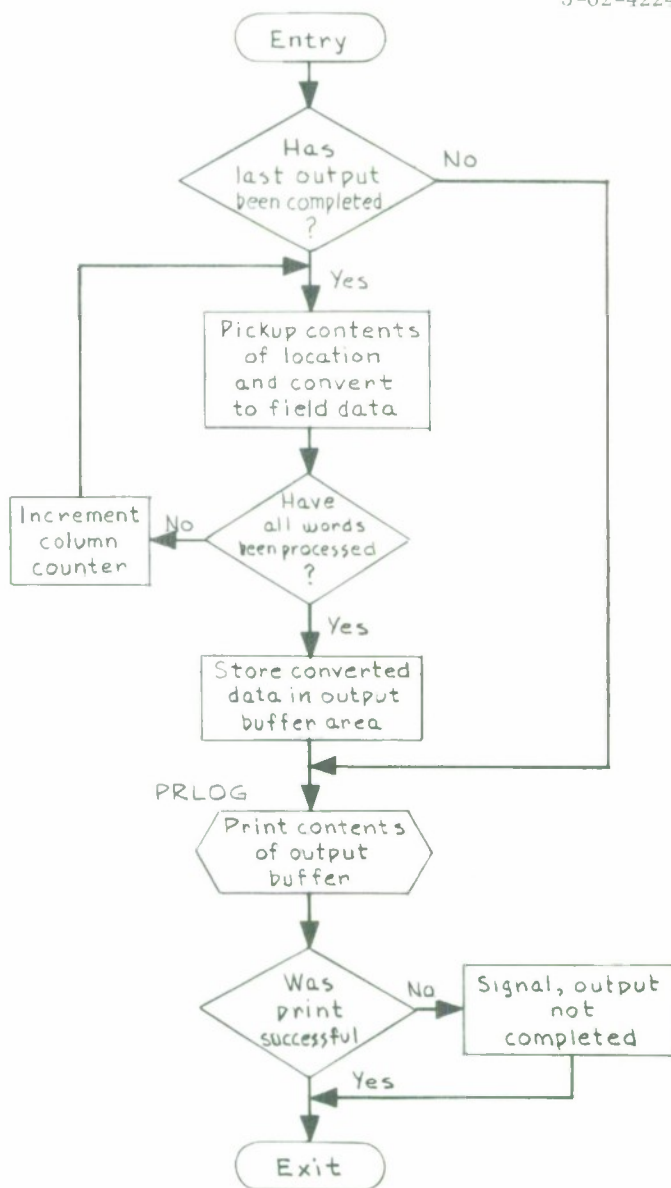 Entry
Has
last output
been completed
?
No
Yes
Pickup contents
of location
and convert
to field data
Increment
column
counter
No
Have
all words
been processed
?
Yes
Store converted
data in output
buffer area
PRLOG
Print contents
of output
buffer
Was
print
successful
No
Signal, output
not
completed
Yes
Exit